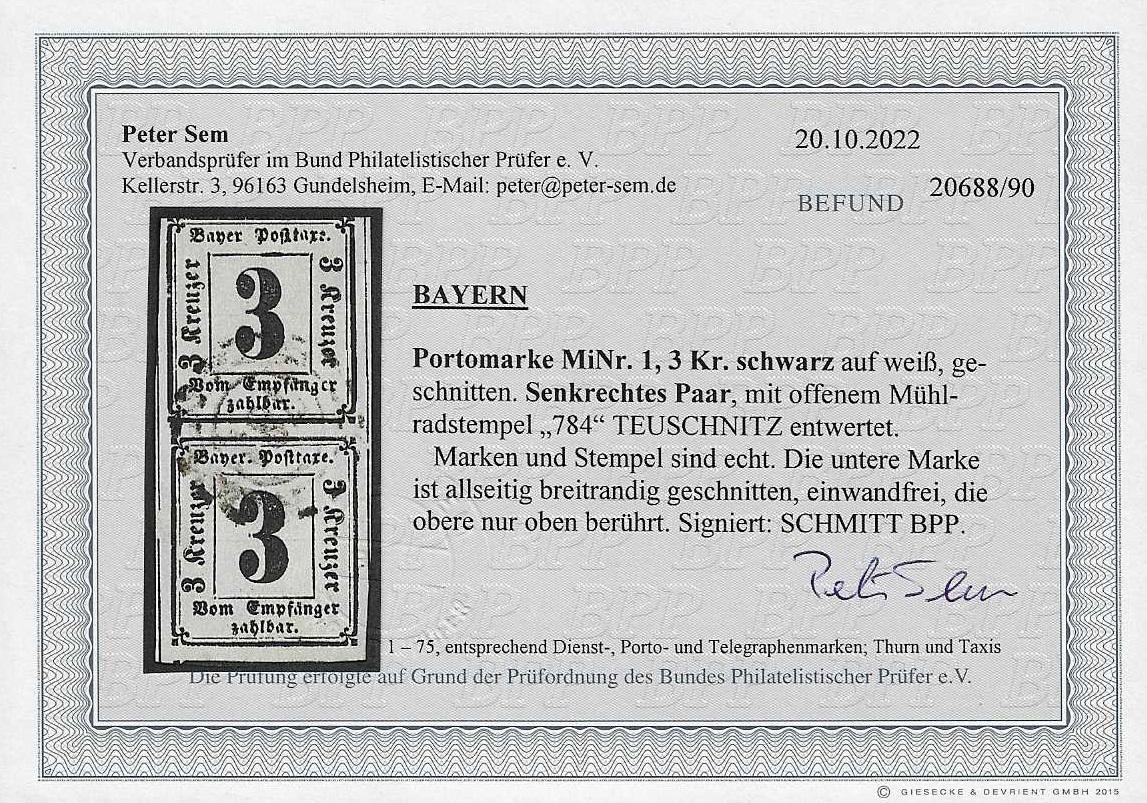 Peter Sem
Verbandsprüfer im Bund Philatelistischer Prüfer e. V.
Kellerstr. 3, 96163 Gundelsheim, E-Mail: peter@peter-sem.de
20.10.2022
BEFUND 20688/90
Bayer Posttaxe.
3 Kreuzer
3
3 Kreuzer
Vom Empfänger
zahlbar.
Bayer. Posttaxe.
3 Kreuzer
3
3 Kreuzer
Vom Empfänger
zahlbar.
BAYERN
Portomarke MiNr. 1, 3 Kr. schwarz auf weiß, ge-
schnitten. Senkrechtes Paar, mit offenem Mühl-
radstempel „784“ TEUSCHNITZ entwertet.
Marken und Stempel sind echt. Die untere Marke
ist allseitig breitrandig geschnitten, einwandfrei, die
obere nur oben berührt. Signiert: SCHMITT BPP.
Peter Sem
1 – 75, entsprechend Dienst-, Porto- und Telegraphenmarken; Thurn und Taxis
Die Prüfung erfolgte auf Grund der Prüfordnung des Bundes Philatelistischer Prüfer e.V.
© GIESECKE & DEVRIENT GMBH 2015